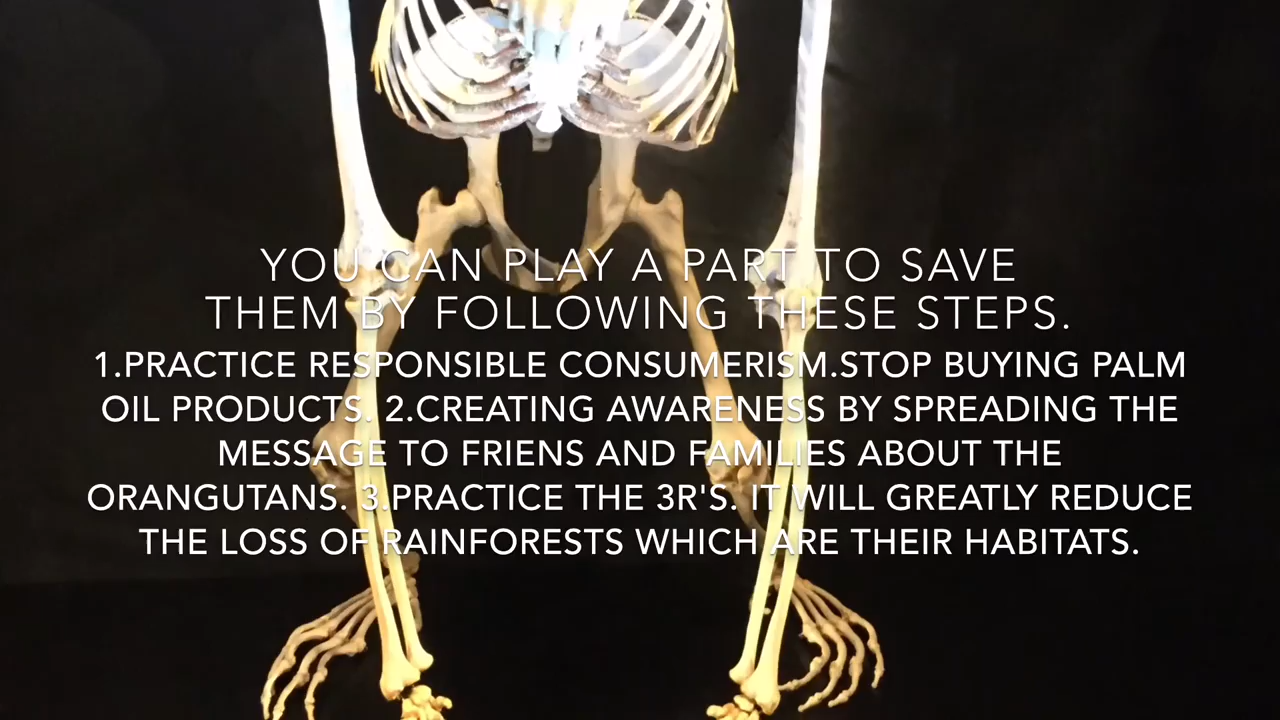 YOU CAN PLAY A PART TO SAVE
THEM BY FOLLOWING THESE STEPS.
1.PRACTICE RESPONSIBLE CONSUMERISM.STOP BUYING PALM
OIL PRODUCTS. 2.CREATING AWARENESS BY SPREADING THE
MESSAGE TO FRIENS AND FAMILIES ABOUT THE
ORANGUTANS. 3.PRACTICE THE 3R'S. IT WILL GREATLY REDUCE
THE LOSS OF RAINFORESTS WHICH ARE THEIR HABITATS.